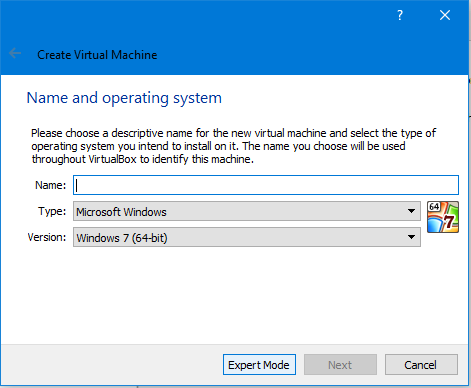 ?
Create Virtual Machine
Name and operating system
Please choose a descriptive name for the new virtual machine and select the type of
operating system you intend to install on it. The name you choose will be used
throughout VirtualBox to identify this machine.
Name:
Type: Microsoft Windows
64
7
Version: Windows 7 (64-bit)
Expert Mode Next Cancel